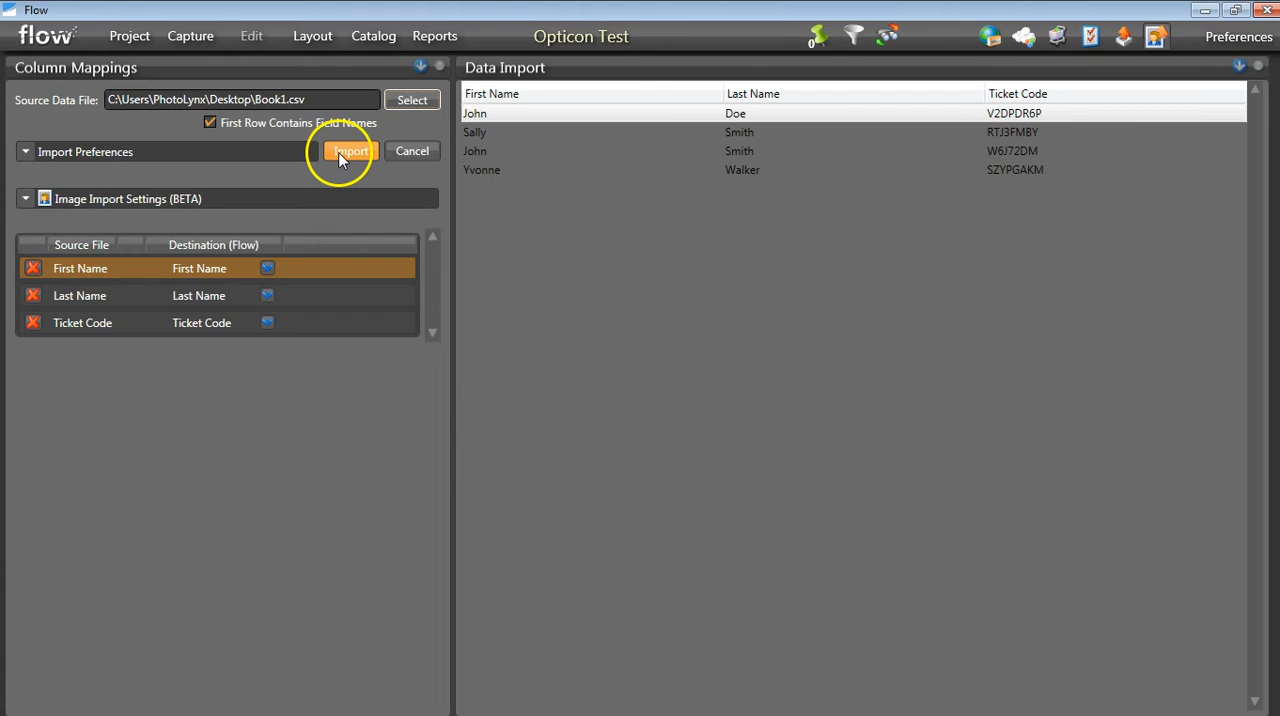 Flow
flow Project Capture Edit Layout Catalog Reports Opticon Test 0 Preferences
Column Mappings
Source Data File: C:\Users\PhotoLynx\Desktop\Book1.csv Select
First Row Contains Field Names
Import Preferences Import Cancel
Image Import Settings (BETA)
Source File Destination (Flow)
First Name First Name
Last Name Last Name
Ticket Code Ticket Code
Data Import
First Name Last Name Ticket Code
John Doe V2DPDR6P
Sally Smith RTJ3FMBY
John Smith W6J72DM
Yvonne Walker SZYPGAKM